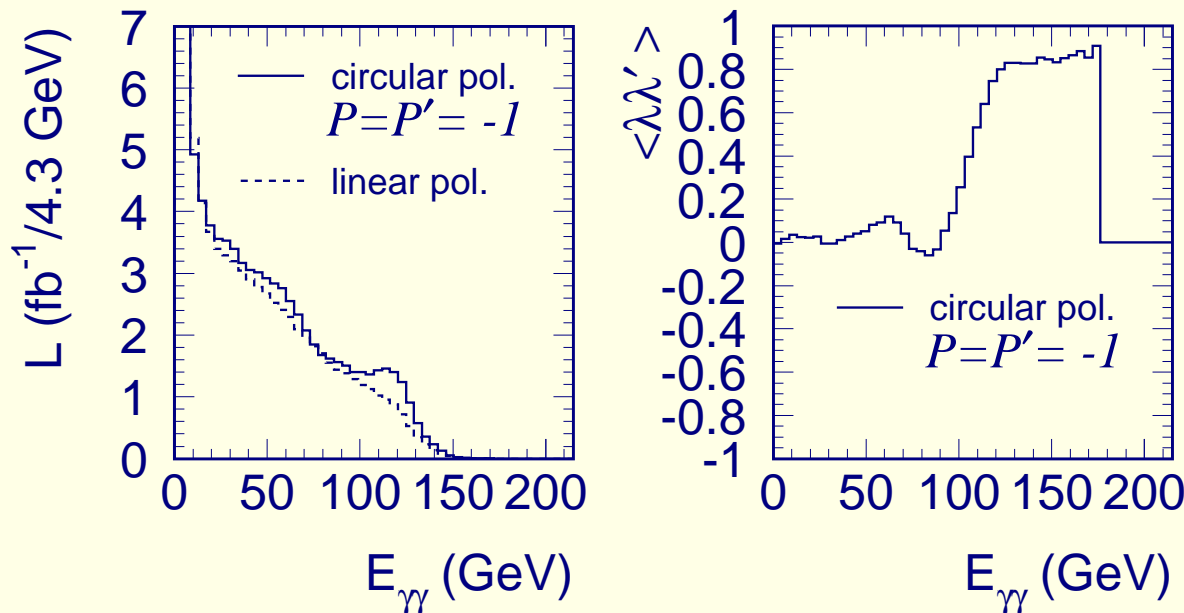 L (fb⁻¹/4.3 GeV)
7
6
5
4
3
2
1
0
circular pol.
P=P′= -1
linear pol.
0 50 100 150 200
E_γγ (GeV)
<λλ′ >
1
0.8
0.6
0.4
0.2
0
-0.2
-0.4
-0.6
-0.8
-1
circular pol.
P=P′= -1
0 50 100 150 200
E_γγ (GeV)